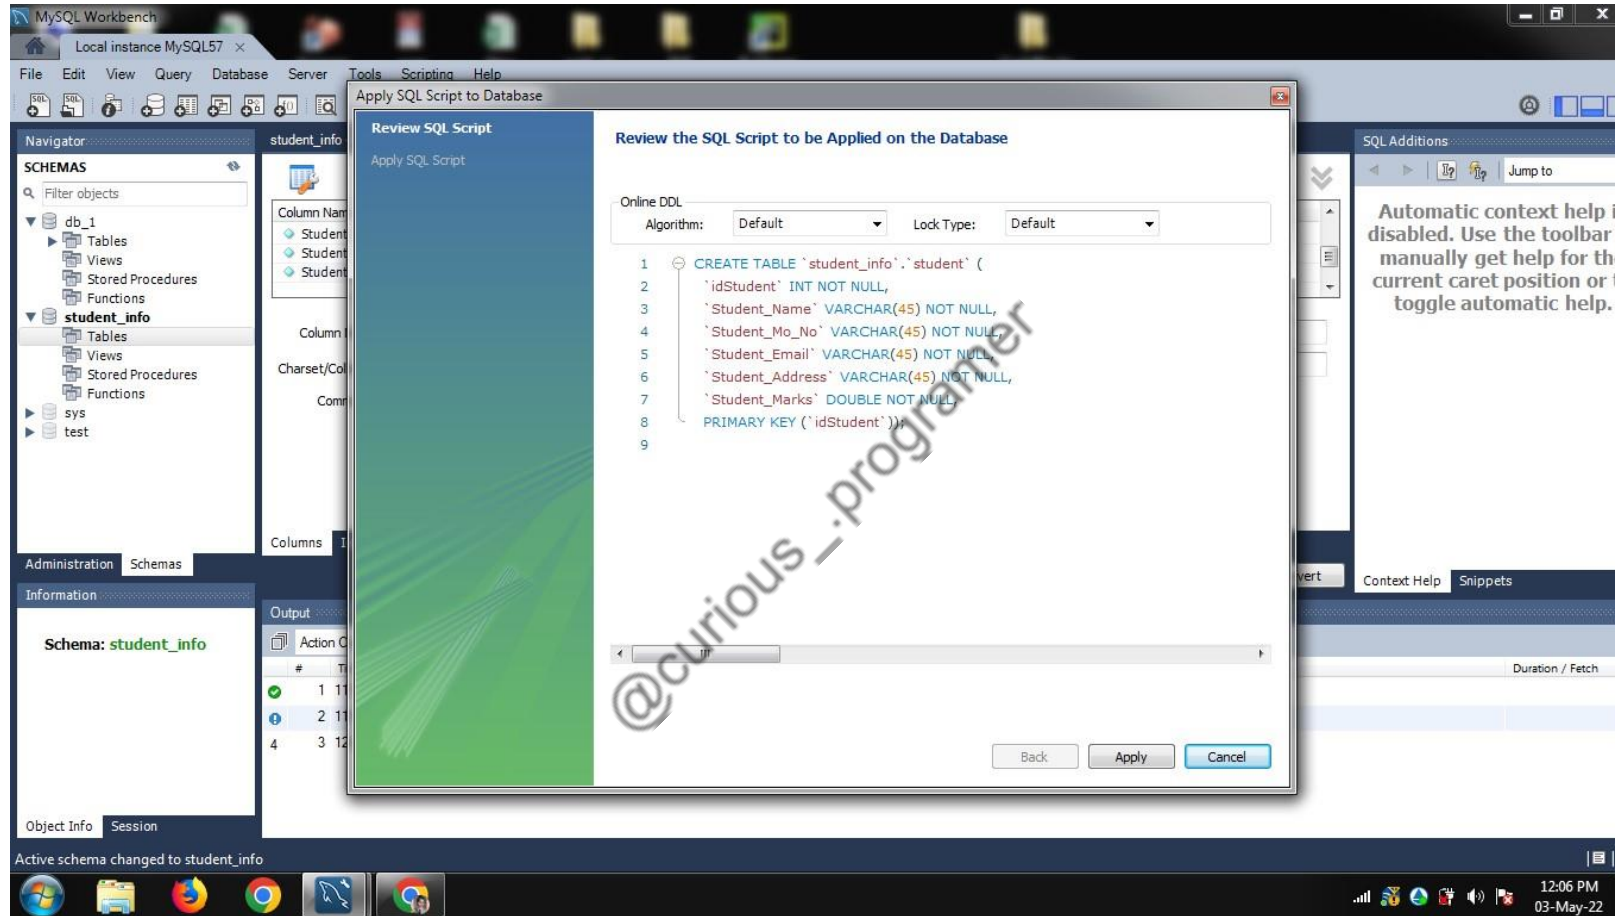 MySQL Workbench
Local instance MySQL57 ×
File Edit View Query Database Server Tools Scripting Help
Navigator
SCHEMAS
Filter objects
db_1
Tables
Views
Stored Procedures
Functions
student_info
Tables
Views
Stored Procedures
Functions
sys
test
Administration Schemas
Information
Schema: student_info
Object Info Session
student_info
Column Nam
Student
Student
Student
Column
Charset/Col
Comm
Columns
Output
Action O
#
1 11
2 11
4 3 12
Apply SQL Script to Database
Review SQL Script
Apply SQL Script
Review the SQL Script to be Applied on the Database
Online DDL
Algorithm: Default Lock Type: Default
1 CREATE TABLE `student_info`.`student` (
2 `idStudent` INT NOT NULL,
3 `Student_Name` VARCHAR(45) NOT NULL,
4 `Student_Mo_No` VARCHAR(45) NOT NULL,
5 `Student_Email` VARCHAR(45) NOT NULL,
6 `Student_Address` VARCHAR(45) NOT NULL,
7 `Student_Marks` DOUBLE NOT NULL,
8 PRIMARY KEY (`idStudent`));
9
@curious_.programer
Back Apply Cancel
vert
SQL Additions
Jump to
Automatic context help i
disabled. Use the toolbar
manually get help for th
current caret position or t
toggle automatic help.
Context Help Snippets
Duration / Fetch
Active schema changed to student_info
12:06 PM
03-May-22